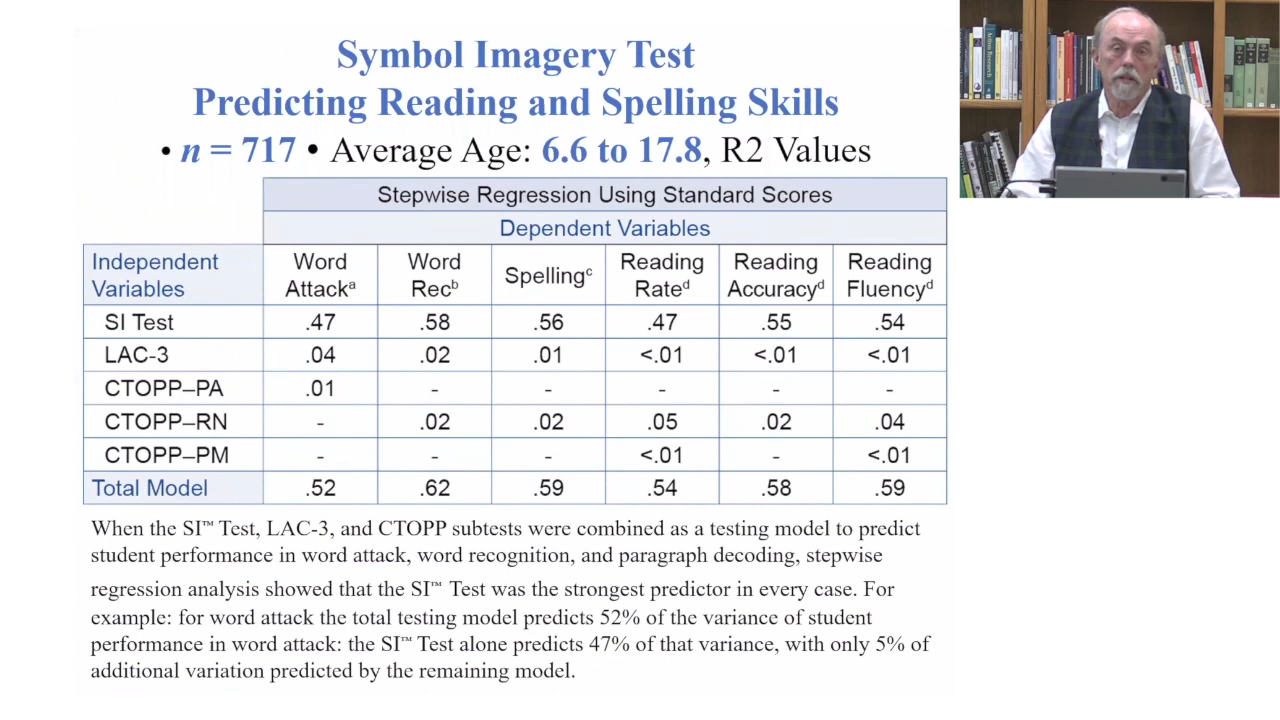 Symbol Imagery Test
Predicting Reading and Spelling Skills
• n = 717 • Average Age: 6.6 to 17.8, R2 Values
Stepwise Regression Using Standard Scores
Dependent Variables
Independent Variables Word Attackᵃ Word Recᵇ Spellingᶜ Reading Rateᵈ Reading Accuracyᵈ Reading Fluencyᵈ
SI Test .47 .58 .56 .47 .55 .54
LAC-3 .04 .02 .01 <.01 <.01 <.01
CTOPP–PA .01 - - - - -
CTOPP–RN - .02 .02 .05 .02 .04
CTOPP–PM - - - <.01 - <.01
Total Model .52 .62 .59 .54 .58 .59
When the SI™ Test, LAC-3, and CTOPP subtests were combined as a testing model to predict
student performance in word attack, word recognition, and paragraph decoding, stepwise
regression analysis showed that the SI™ Test was the strongest predictor in every case. For
example: for word attack the total testing model predicts 52% of the variance of student
performance in word attack: the SI™ Test alone predicts 47% of that variance, with only 5% of
additional variation predicted by the remaining model.